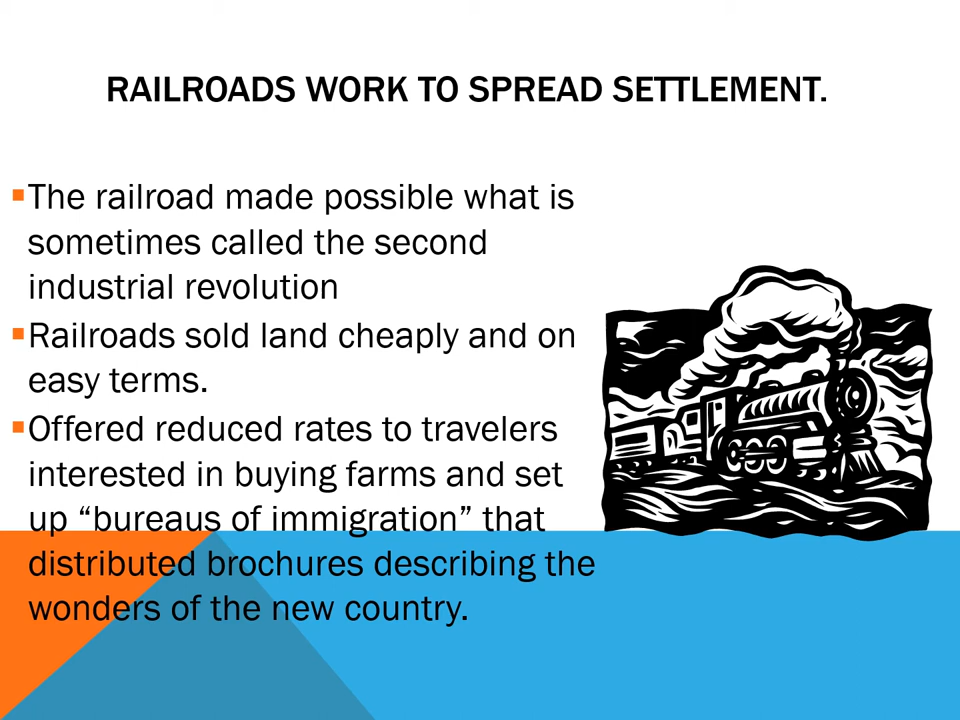 RAILROADS WORK TO SPREAD SETTLEMENT.
▪The railroad made possible what is
sometimes called the second
industrial revolution
▪Railroads sold land cheaply and on
easy terms.
▪Offered reduced rates to travelers
interested in buying farms and set
up “bureaus of immigration” that
distributed brochures describing the
wonders of the new country.